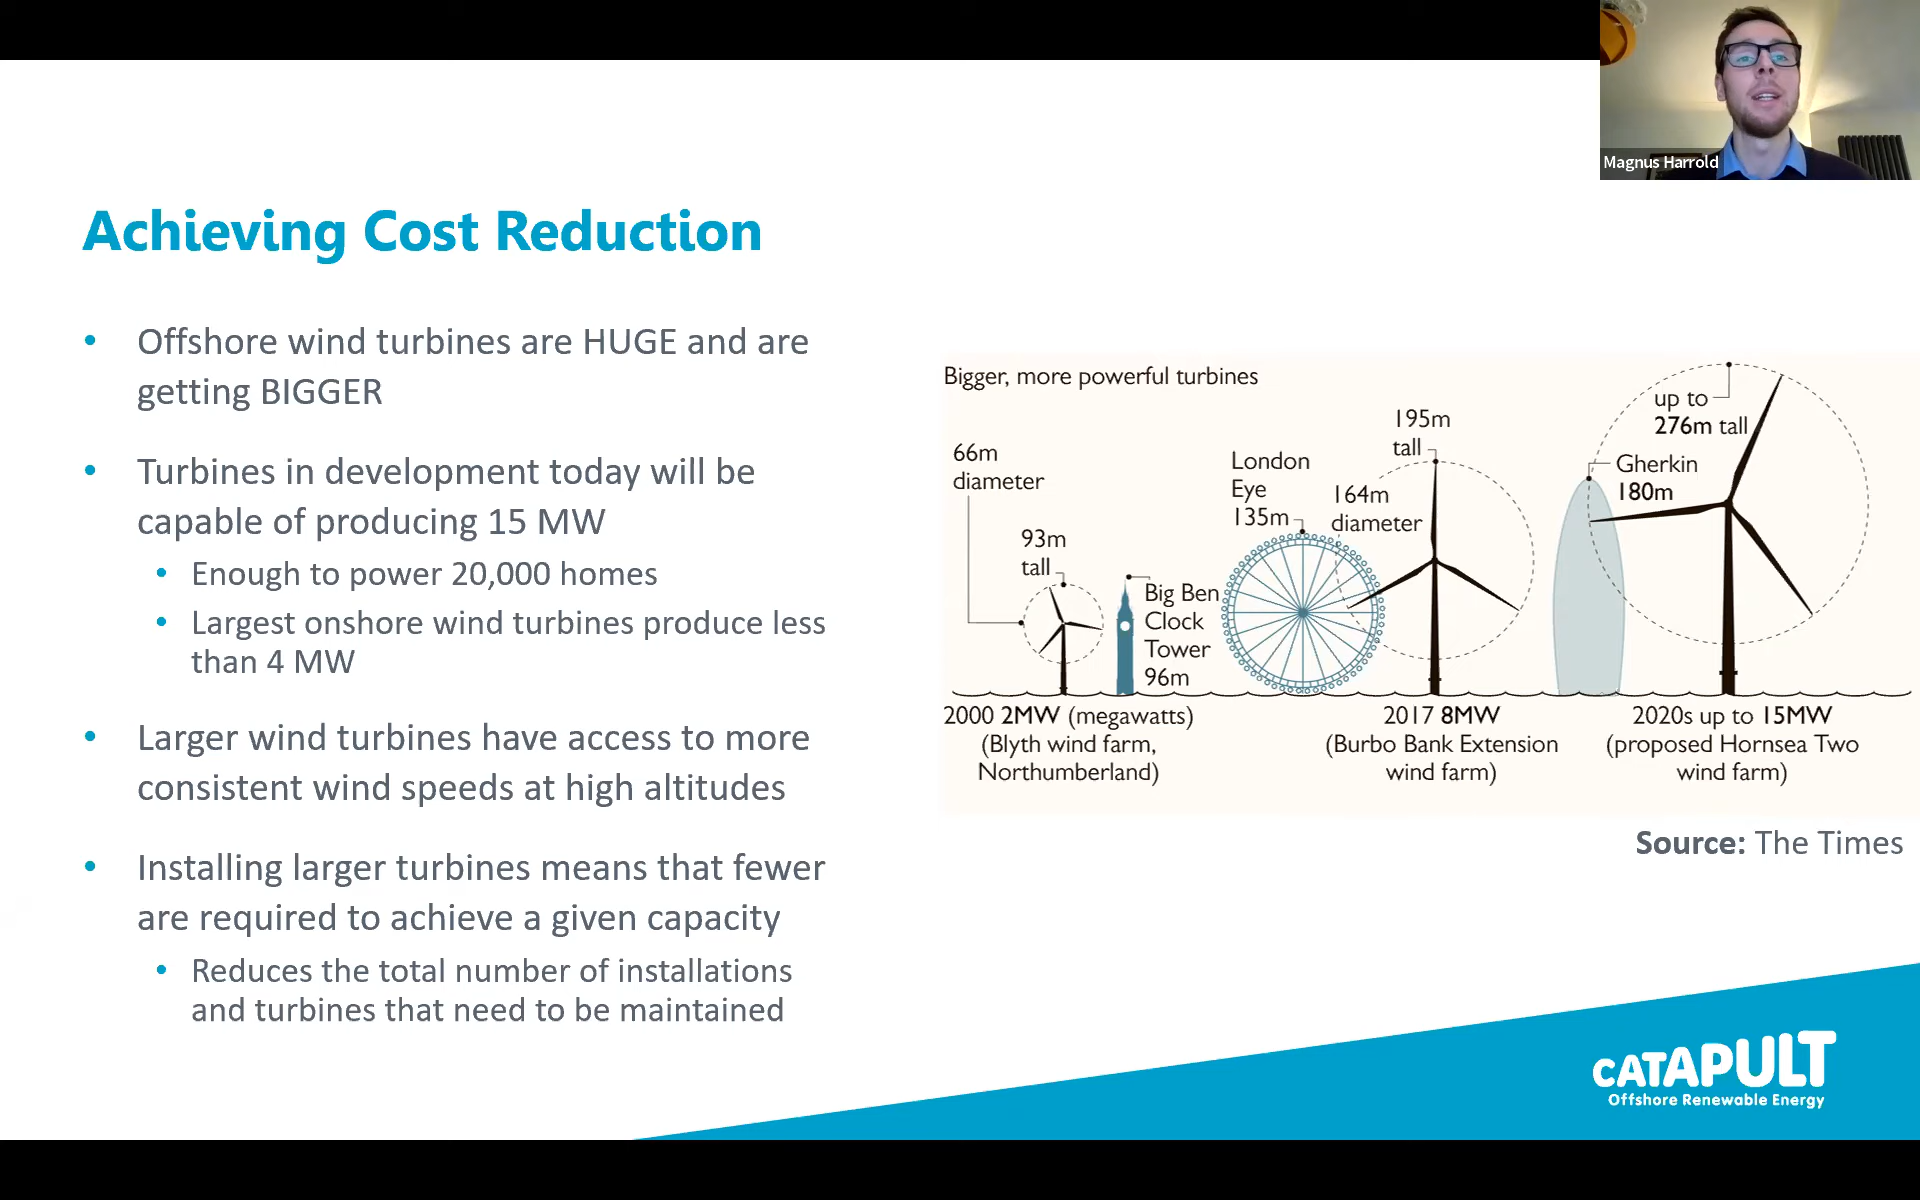 Magnus Harrold
Achieving Cost Reduction
• Offshore wind turbines are HUGE and are
getting BIGGER
• Turbines in development today will be
capable of producing 15 MW
• Enough to power 20,000 homes
• Largest onshore wind turbines produce less
than 4 MW
• Larger wind turbines have access to more
consistent wind speeds at high altitudes
• Installing larger turbines means that fewer
are required to achieve a given capacity
• Reduces the total number of installations
and turbines that need to be maintained
Bigger, more powerful turbines
66m
diameter
93m
tall
Big Ben
Clock
Tower
96m
London
Eye
135m
164m
diameter
195m
tall
Gherkin
180m
up to
276m tall
2000 2MW (megawatts)
(Blyth wind farm,
Northumberland)
2017 8MW
(Burbo Bank Extension
wind farm)
2020s up to 15MW
(proposed Hornsea Two
wind farm)
Source: The Times
CATAPULT
Offshore Renewable Energy